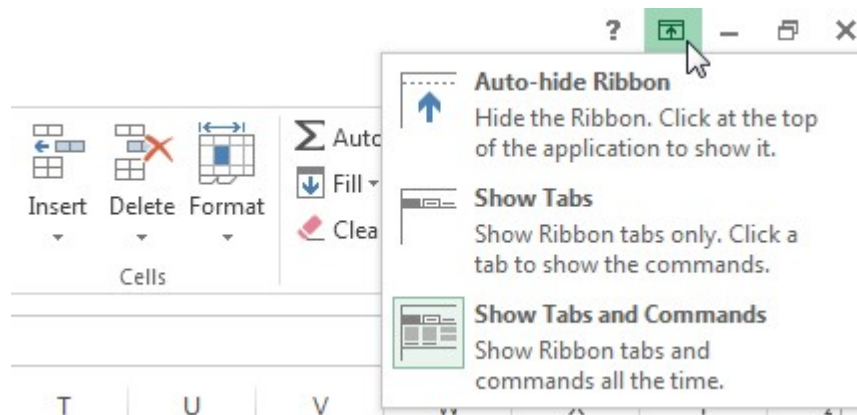 ?
Auto-hide Ribbon
Hide the Ribbon. Click at the top
of the application to show it.
Show Tabs
Show Ribbon tabs only. Click a
tab to show the commands.
Show Tabs and Commands
Show Ribbon tabs and
commands all the time.
Insert Delete Format
Σ Auto
Fill
Clea
Cells
T U V